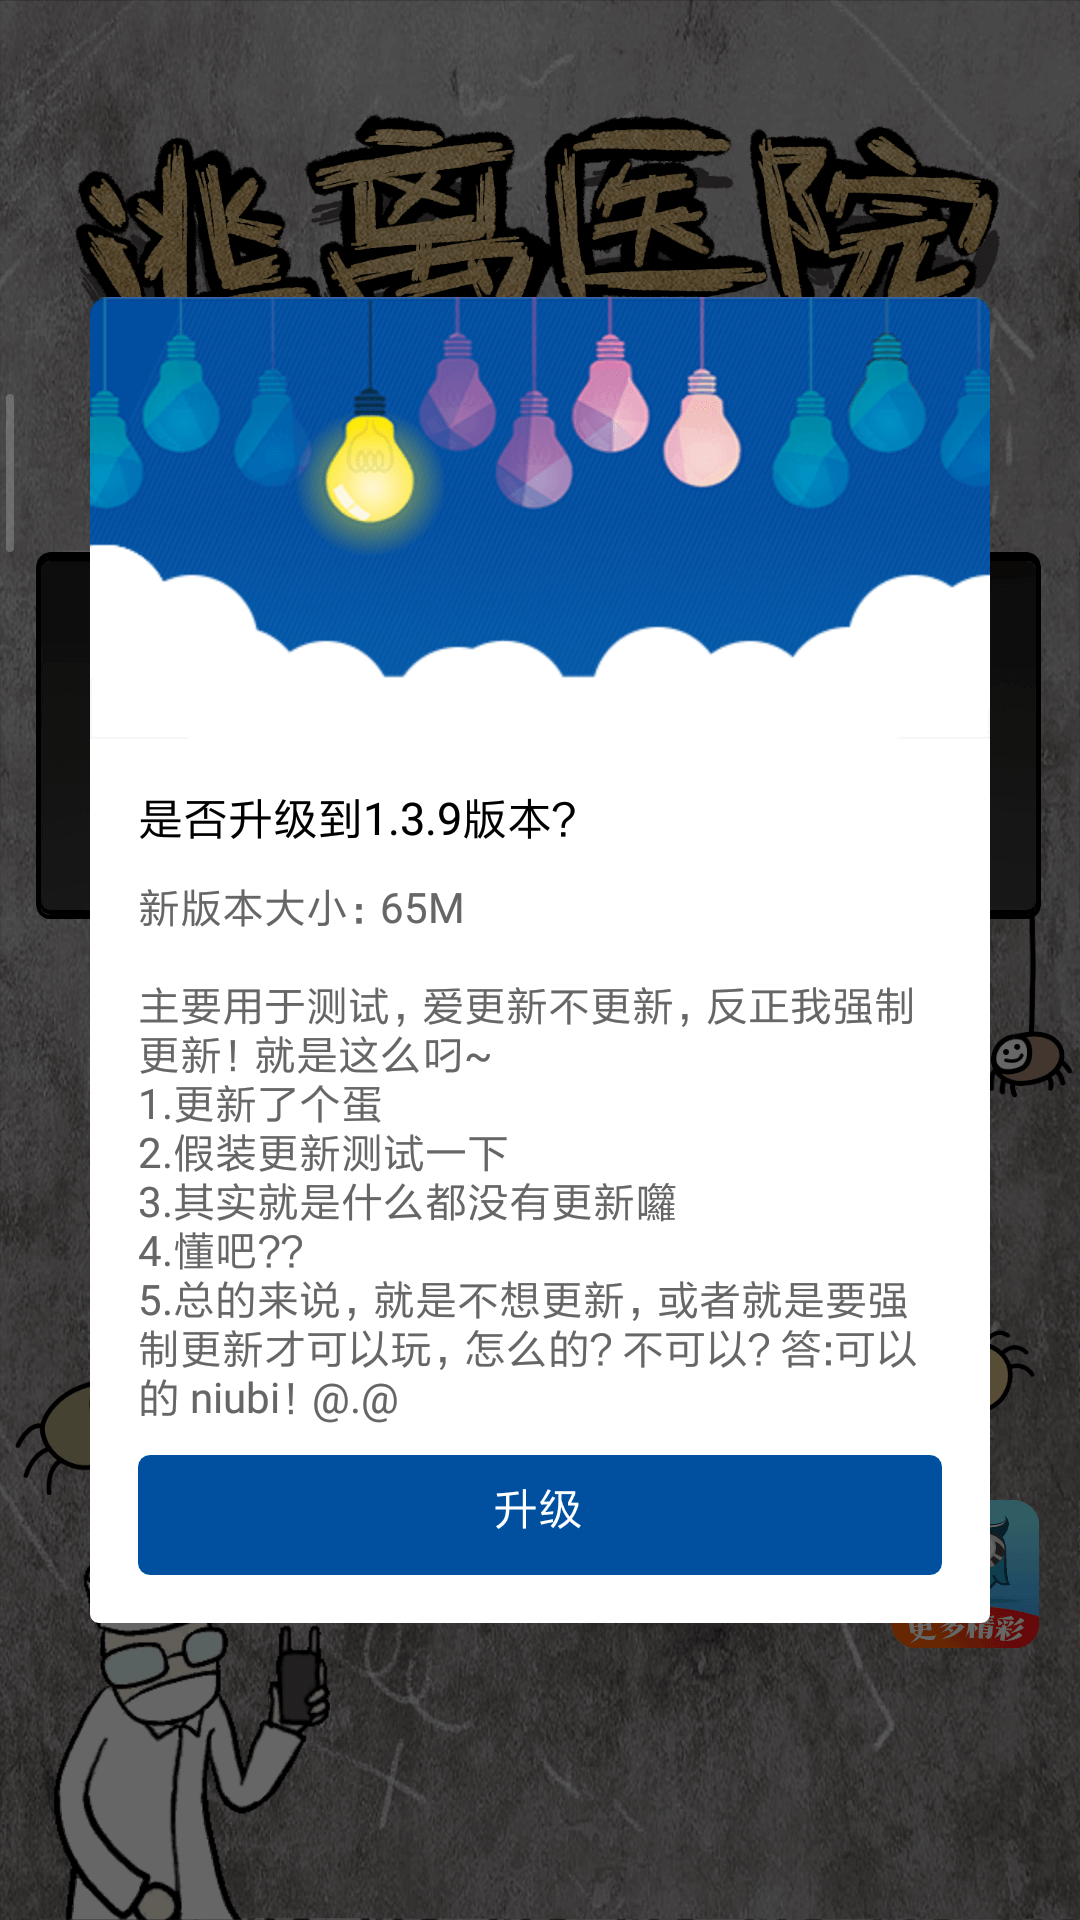 逃离医院
是否升级到1.3.9版本?
新版本大小：65M
主要用于测试，爱更新不更新，反正我强制
更新！就是这么叼~
1.更新了个蛋
2.假装更新测试一下
3.其实就是什么都没有更新囖
4.懂吧??
5.总的来说，就是不想更新，或者就是要强
制更新才可以玩，怎么的? 不可以? 答:可以
的 niubi！@.@
升级
更多精彩